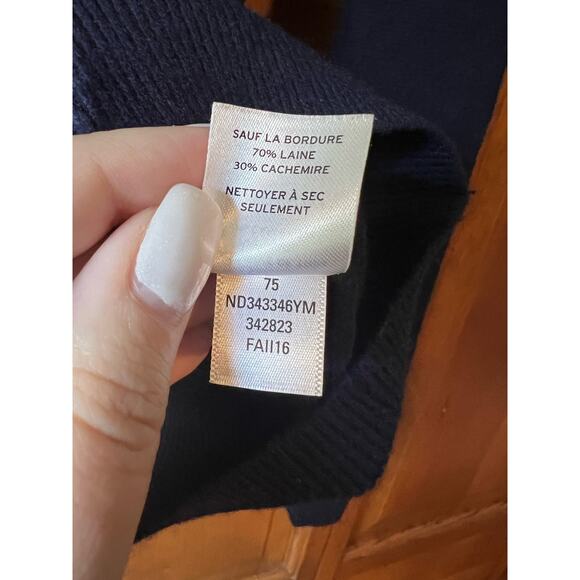 SAUF LA BORDURE
70% LAINE
30% CACHEMIRE
NETTOYER À SEC
SEULEMENT
75
ND343346YM
342823
FAII16